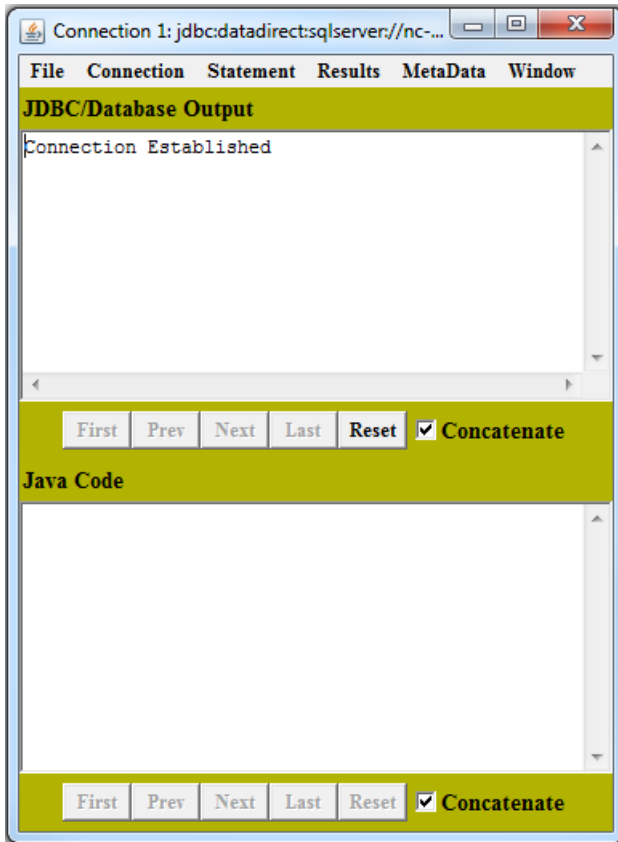 Connection 1: jdbc:datadirect:sqlserver://nc-...
File Connection Statement Results MetaData Window
JDBC/Database Output
Connection Established
First Prev Next Last Reset Concatenate
Java Code
First Prev Next Last Reset Concatenate